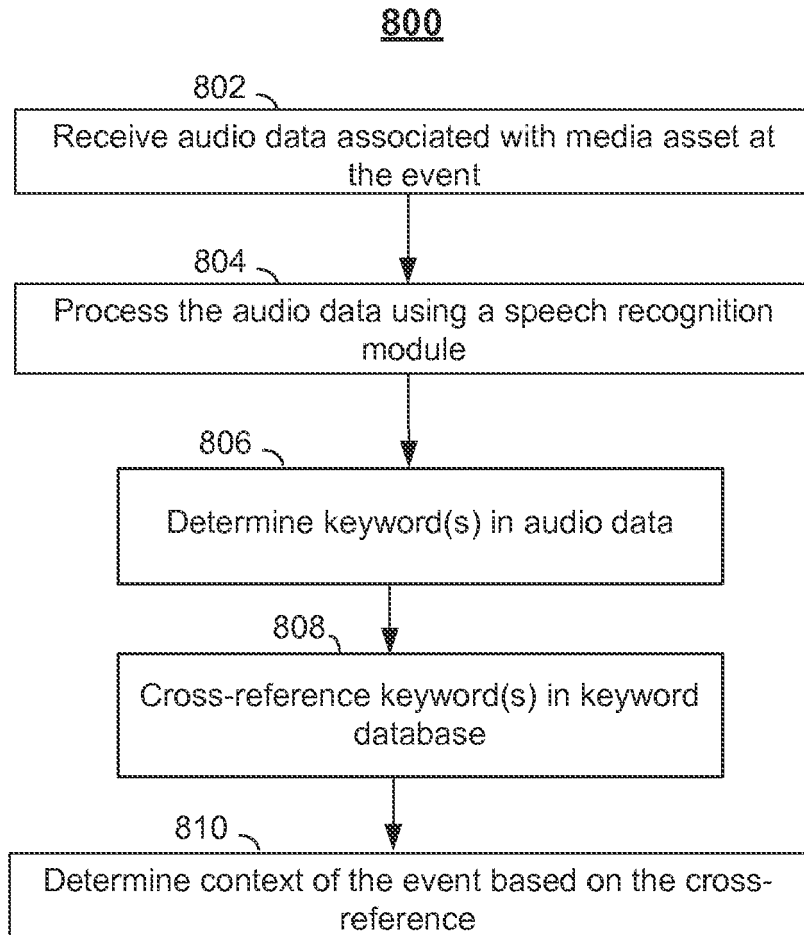 800
802
Receive audio data associated with media asset at
the event
804
Process the audio data using a speech recognition
module
806
Determine keyword(s) in audio data
808
Cross-reference keyword(s) in keyword
database
810
Determine context of the event based on the cross-
reference